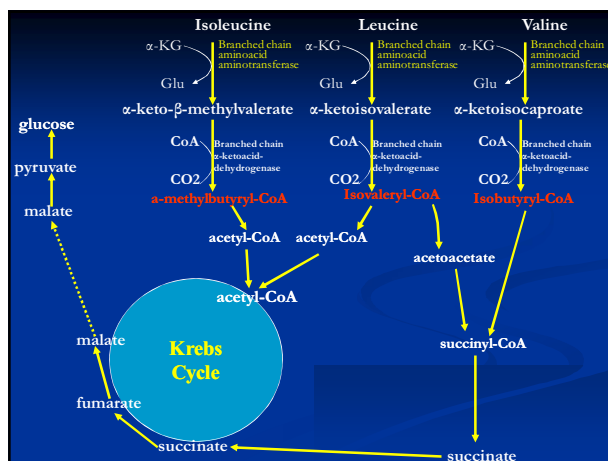 Isoleucine
Leucine
Valine
α-KG
Branched chain
aminoacid
aminotransferase
Glu
α-KG
Branched chain
aminoacid
aminotransferase
Glu
α-KG
Branched chain
aminoacid
aminotransferase
Glu
α-keto-β-methylvalerate
α-ketoisovalerate
α-ketoisocaproate
CoA
Branched chain
α-ketoacid-
dehydrogenase
CO2
CoA
Branched chain
α-ketoacid-
dehydrogenase
CO2
CoA
Branched chain
α-ketoacid-
dehydrogenase
CO2
a-methylbutyryl-CoA
Isovaleryl-CoA
Isobutyryl-CoA
glucose
pyruvate
malate
acetyl-CoA
acetyl-CoA
acetoacetate
acetyl-CoA
succinyl-CoA
Krebs
Cycle
malate
fumarate
succinate
succinate